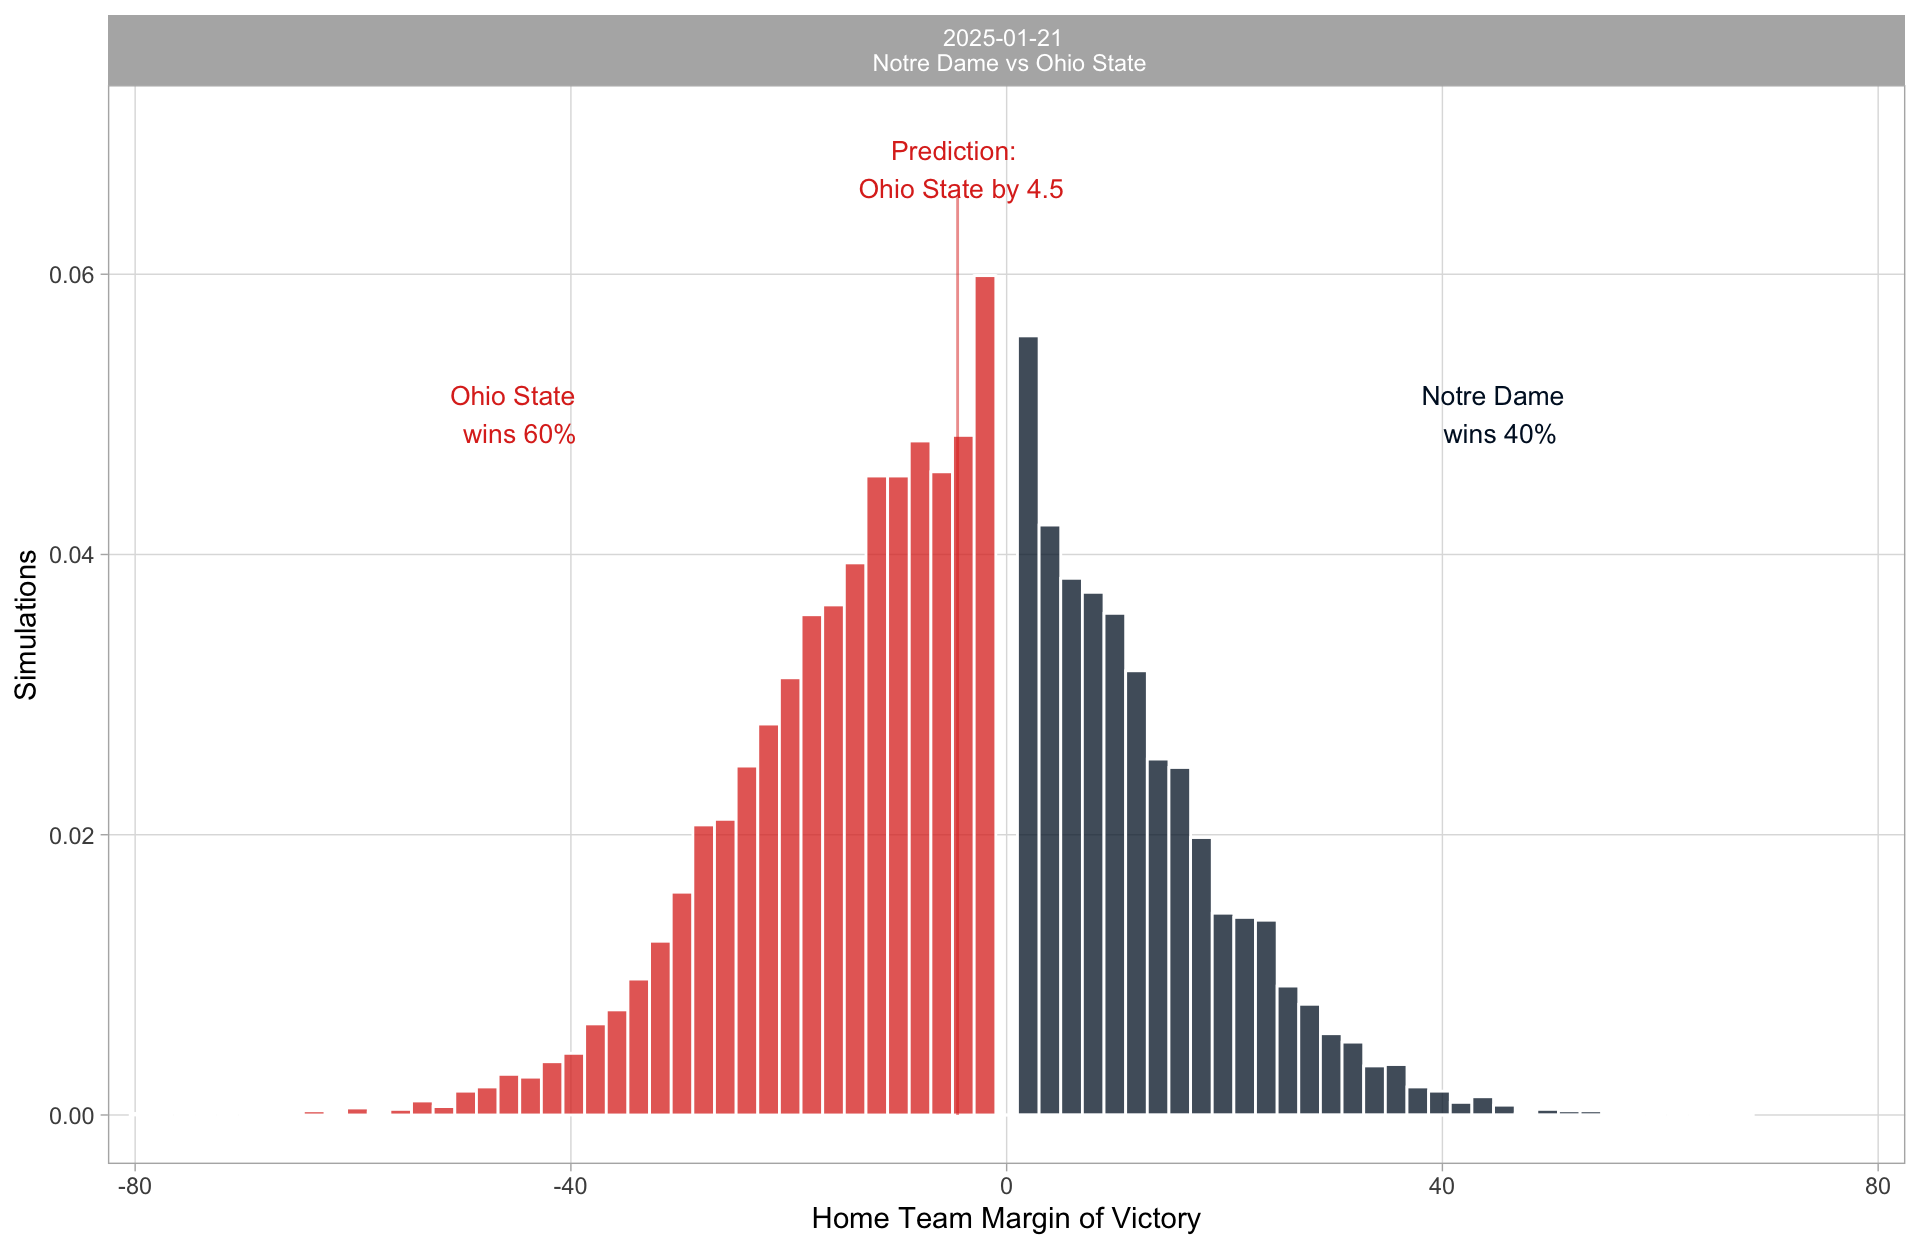 2025-01-21
Notre Dame vs Ohio State
Prediction:
Ohio State by 4.5
Ohio State
wins 60%
Notre Dame
wins 40%
Simulations
0.06
0.04
0.02
0.00
-80
-40
0
40
80
Home Team Margin of Victory